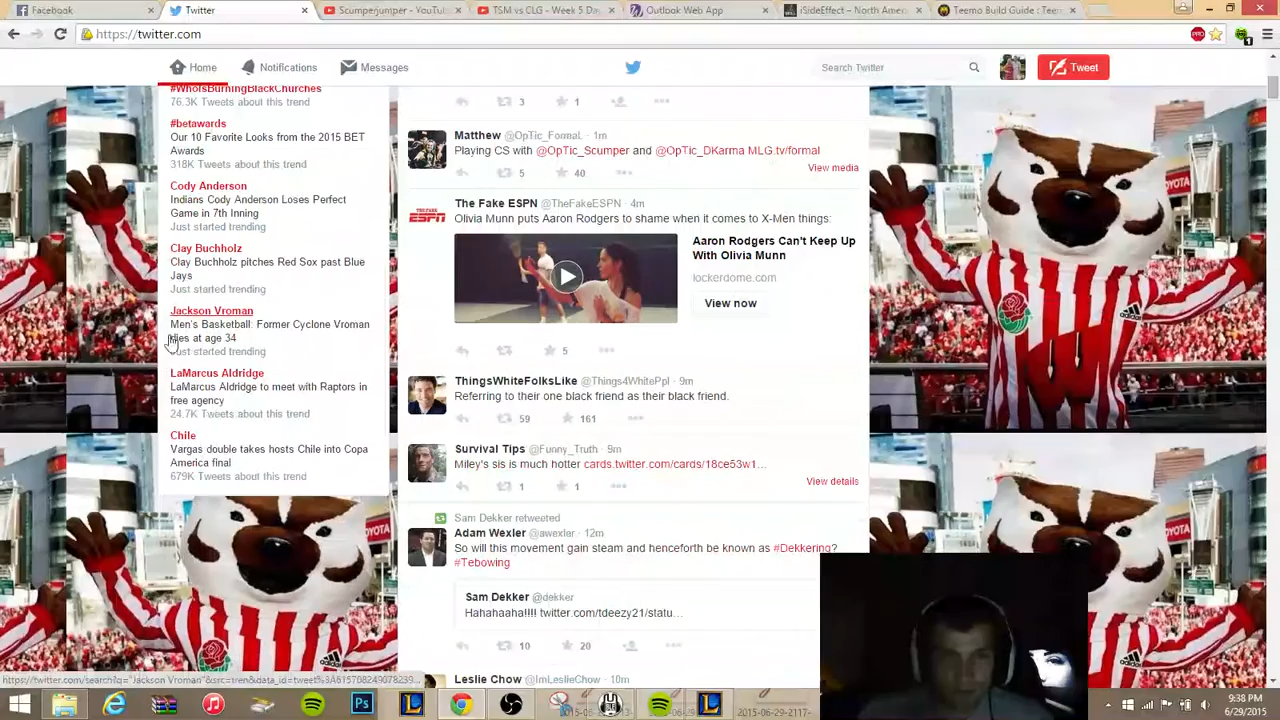 Facebook
Twitter
Scumperjumper - YouTube
TSM vs CLG - Week 5 Day
Outlook Web App
iSideEffect - North Americ
Teemo Build Guide : Teemo
https://twitter.com
Home
Notifications
Messages
Search Twitter
Tweet
#WhoIsBurningBlackChurches
76.3K Tweets about this trend
#betawards
Our 10 Favorite Looks from the 2015 BET
Awards
318K Tweets about this trend
Cody Anderson
Indians Cody Anderson Loses Perfect
Game in 7th Inning
Just started trending
Clay Buchholz
Clay Buchholz pitches Red Sox past Blue
Jays
Just started trending
Jackson Vroman
Men's Basketball: Former Cyclone Vroman
dies at age 34
Just started trending
LaMarcus Aldridge
LaMarcus Aldridge to meet with Raptors in
free agency
24.7K Tweets about this trend
Chile
Vargas double takes hosts Chile into Copa
America final
679K Tweets about this trend
3 1
Matthew @OpTic_FormaL · 1m
Playing CS with @OpTic_Scumper and @OpTic_DKarma MLG.tv/formal
View media
5 40
The Fake ESPN @TheFakeESPN · 4m
Olivia Munn puts Aaron Rodgers to shame when it comes to X-Men things:
Aaron Rodgers Can't Keep Up
With Olivia Munn
lockerdome.com
View now
5
ThingsWhiteFolksLike @Things4WhitePpl · 9m
Referring to their one black friend as their black friend.
59 161
Survival Tips @Funny_Truth · 9m
Miley's sis is much hotter cards.twitter.com/cards/18ce53w1...
View details
1 1
Sam Dekker retweeted
Adam Wexler @awexler · 12m
So will this movement gain steam and henceforth be known as #Dekkering?
#Tebowing
Sam Dekker @dekker
Hahahaaha!!!! twitter.com/tdeezy21/statu...
10 20
Leslie Chow @ImLeslieChow · 10m
TOYOTA
adidas
9:38 PM
6/29/2015